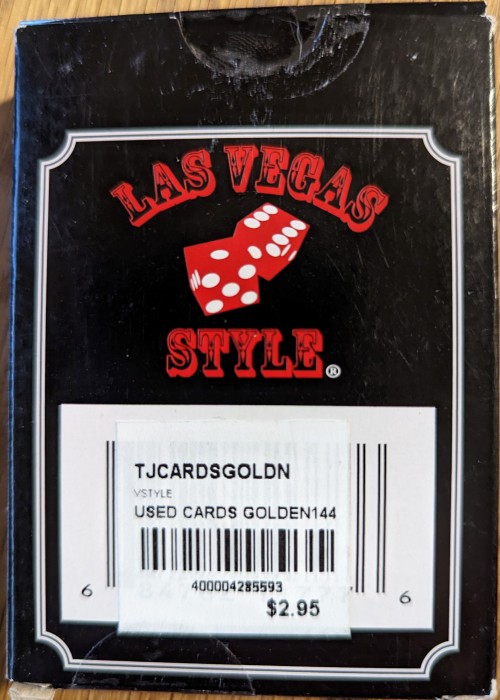 LAS VEGAS
STYLE®
TJCARDSGOLDN
VSTYLE
USED CARDS GOLDEN144
400004285593
$2.95
6 6